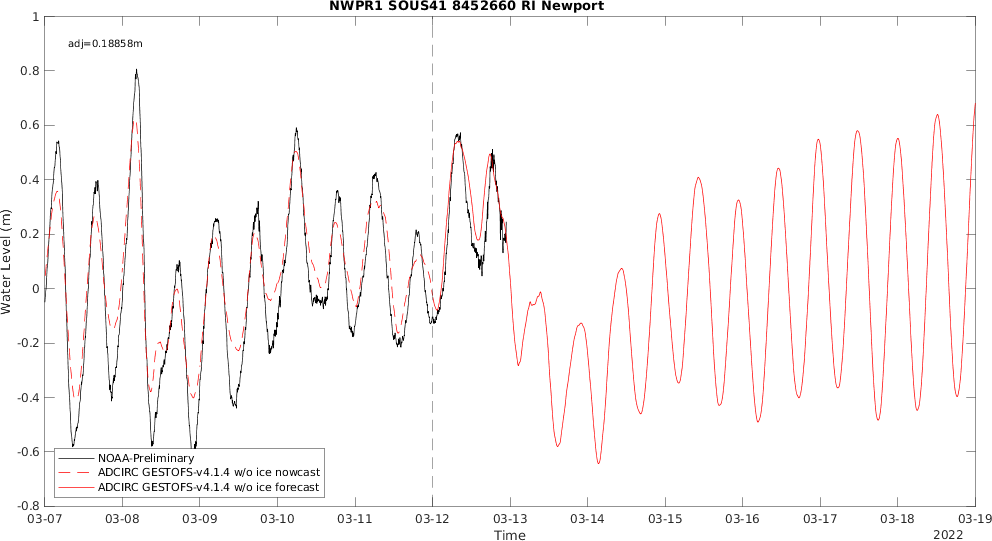 NWPR1 SOUS41 8452660 RI Newport
adj=0.18858m
1
0.8
0.6
0.4
0.2
0
-0.2
-0.4
-0.6
-0.8
Water Level (m)
NOAA-Preliminary
ADCIRC GESTOFS-v4.1.4 w/o ice nowcast
ADCIRC GESTOFS-v4.1.4 w/o ice forecast
03-07 03-08 03-09 03-10 03-11 03-12 03-13 03-14 03-15 03-16 03-17 03-18 03-19
Time
2022